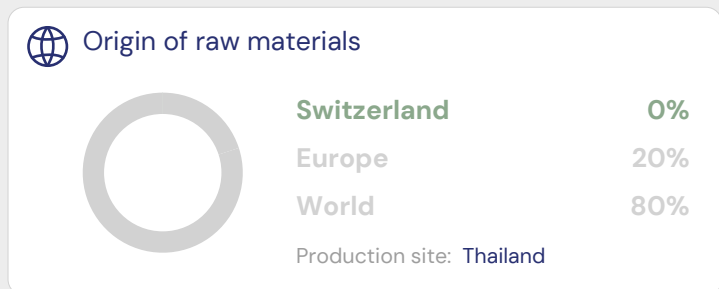 Origin of raw materials
Switzerland 0%
Europe 20%
World 80%
Production site: Thailand